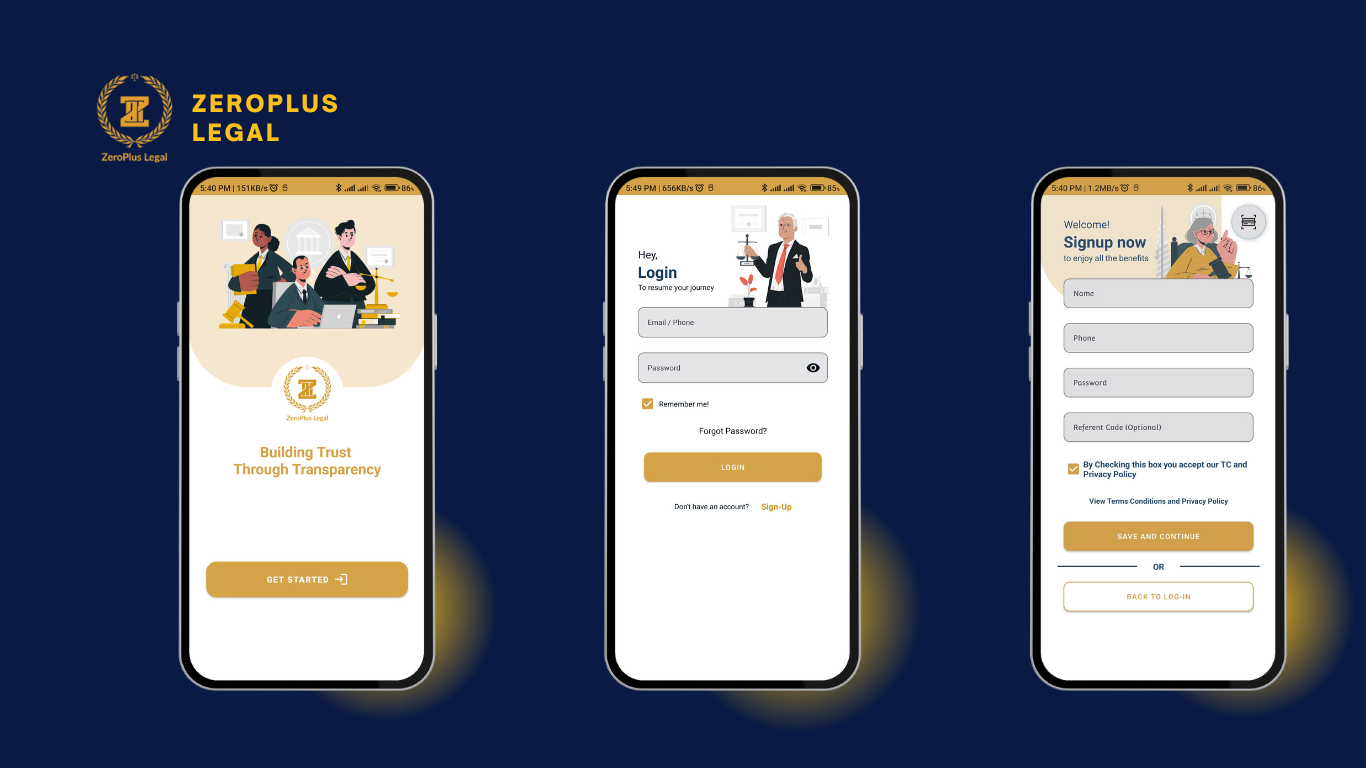 ZEROPLUS
LEGAL
ZeroPlus Legal
5:40 PM | 151KB/s
86%
ZeroPlus Legal
Building Trust
Through Transparency
GET STARTED
5:49 PM | 656KB/s
85%
Hey,
Login
To resume your journey
Email / Phone
Password
Remember me!
Forgot Password?
LOGIN
Don't have an account? Sign-Up
5:40 PM | 1.2MB/s
86%
Welcome!
Signup now
to enjoy all the benefits
Name
Phone
Password
Referent Code (Optional)
By Checking this box you accept our TC and
Privacy Policy
View Terms Conditions and Privacy Policy
SAVE AND CONTINUE
OR
BACK TO LOG-IN